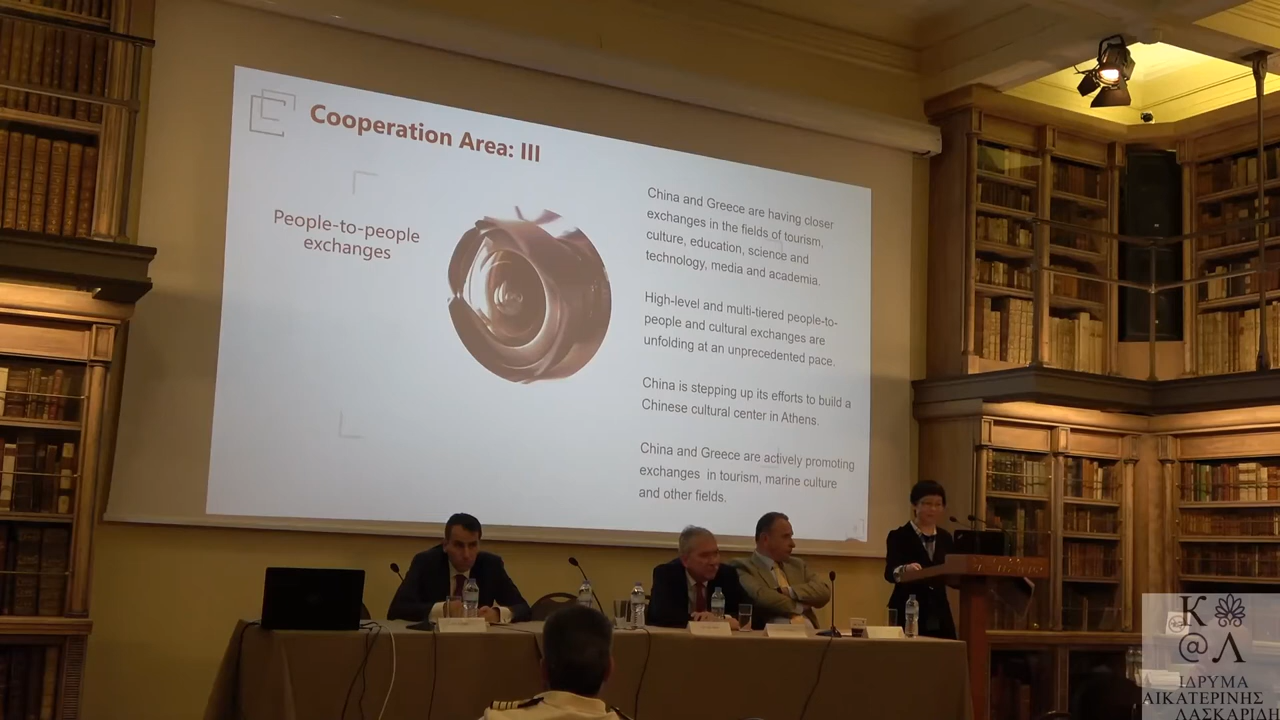 Cooperation Area: III
People-to-people
exchanges
China and Greece are having closer
exchanges in the fields of tourism,
culture, education, science and
technology, media and academia.
High-level and multi-tiered people-to-
people and cultural exchanges are
unfolding at an unprecedented pace.
China is stepping up its efforts to build a
Chinese cultural center in Athens.
China and Greece are actively promoting
exchanges in tourism, marine culture
and other fields.
Κ
@ Λ
ΙΔΡΥΜΑ
ΑΙΚΑΤΕΡΙΝΗΣ
ΛΑΣΚΑΡΙΔΗ